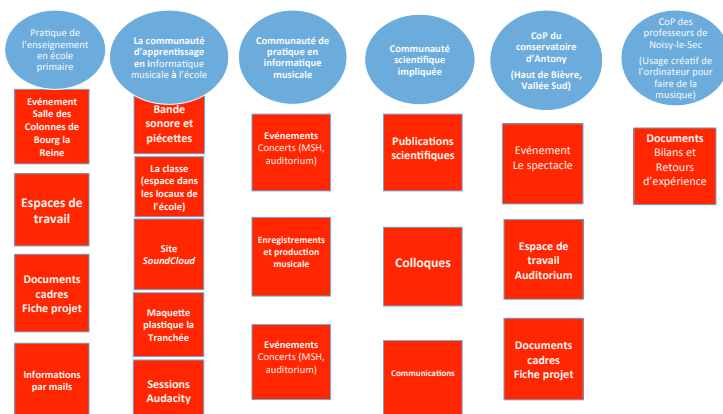 Pratique de
l'enseignement
en école
primaire
Evénement
Salle des
Colonnes de
Bourg la
Reine
Espaces de
travail
Documents
cadres
Fiche projet
Informations
par mails
La communauté
d'apprentissage
en informatique
musicale à l'école
Bande
sonore et
piécettes
La classe
(espace dans
les locaux de
l'école)
Site
SoundCloud
Maquette
plastique la
Tranchée
Sessions
Audacity
Communauté de
pratique en
informatique
musicale
Evénements
Concerts (MSH,
auditorium)
Enregistrements
et production
musicale
Evénements
Concerts (MSH,
auditorium)
Communauté
scientifique
impliquée
Publications
scientifiques
Colloques
Communications
CoP du
conservatoire
d'Antony
(Haut de Bièvre,
Vallée Sud)
Evénement
Le spectacle
Espace de
travail
Auditorium
Documents
cadres
Fiche projet
CoP des
professeurs de
Noisy-le-Sec
(Usage créatif de
l'ordinateur pour
faire de la
musique)
Documents
Bilans et
Retours
d'expérience